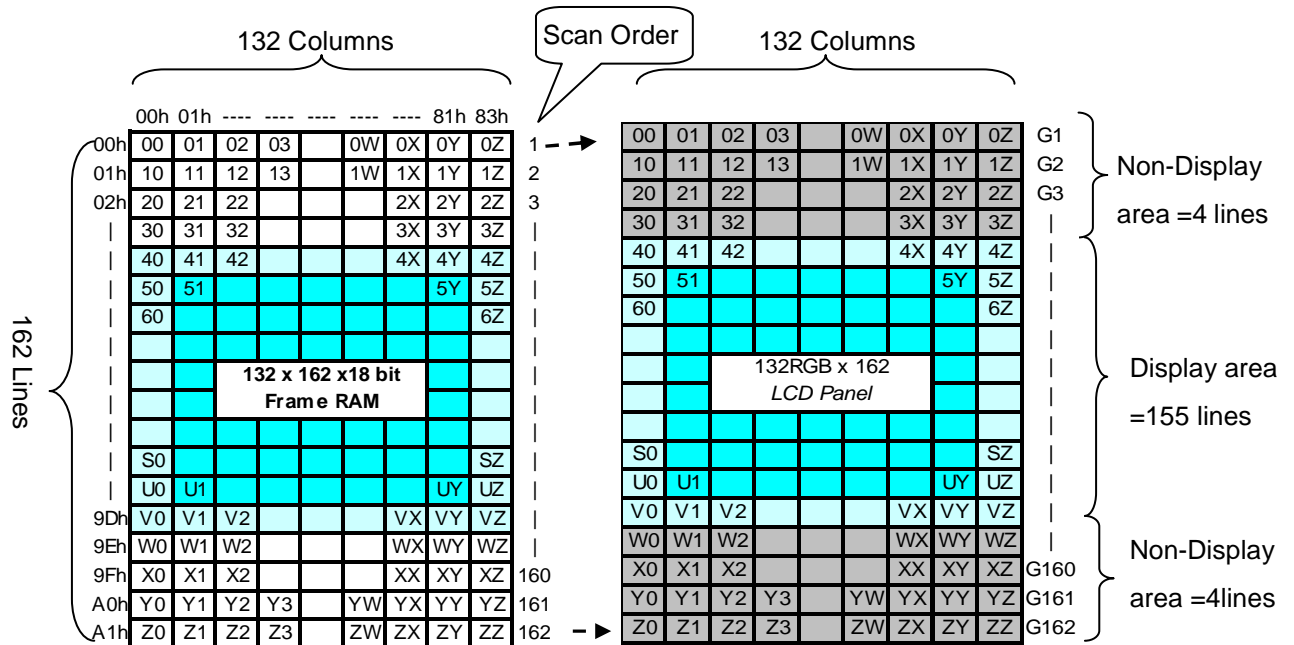 132 Columns
Scan Order
132 Columns
00h 01h ---- ---- ---- ---- ---- 81h 83h
00h 00 01 02 03 0W 0X 0Y 0Z 1
01h 10 11 12 13 1W 1X 1Y 1Z 2
02h 20 21 22 2X 2Y 2Z 3
30 31 32 3X 3Y 3Z
40 41 42 4X 4Y 4Z
50 51 5Y 5Z
60 6Z
132 x 162 x18 bit
Frame RAM
S0 SZ
U0 U1 UY UZ
9Dh V0 V1 V2 VX VY VZ
9Eh W0 W1 W2 WX WY WZ
9Fh X0 X1 X2 XX XY XZ 160
A0h Y0 Y1 Y2 Y3 YW YX YY YZ 161
A1h Z0 Z1 Z2 Z3 ZW ZX ZY ZZ 162
162 Lines
00 01 02 03 0W 0X 0Y 0Z G1
10 11 12 13 1W 1X 1Y 1Z G2
20 21 22 2X 2Y 2Z G3
30 31 32 3X 3Y 3Z
40 41 42 4X 4Y 4Z
50 51 5Y 5Z
60 6Z
132RGB x 162
LCD Panel
S0 SZ
U0 U1 UY UZ
V0 V1 V2 VX VY VZ
W0 W1 W2 WX WY WZ
X0 X1 X2 XX XY XZ G160
Y0 Y1 Y2 Y3 YW YX YY YZ G161
Z0 Z1 Z2 Z3 ZW ZX ZY ZZ G162
Non-Display
area =4 lines
Display area
=155 lines
Non-Display
area =4lines